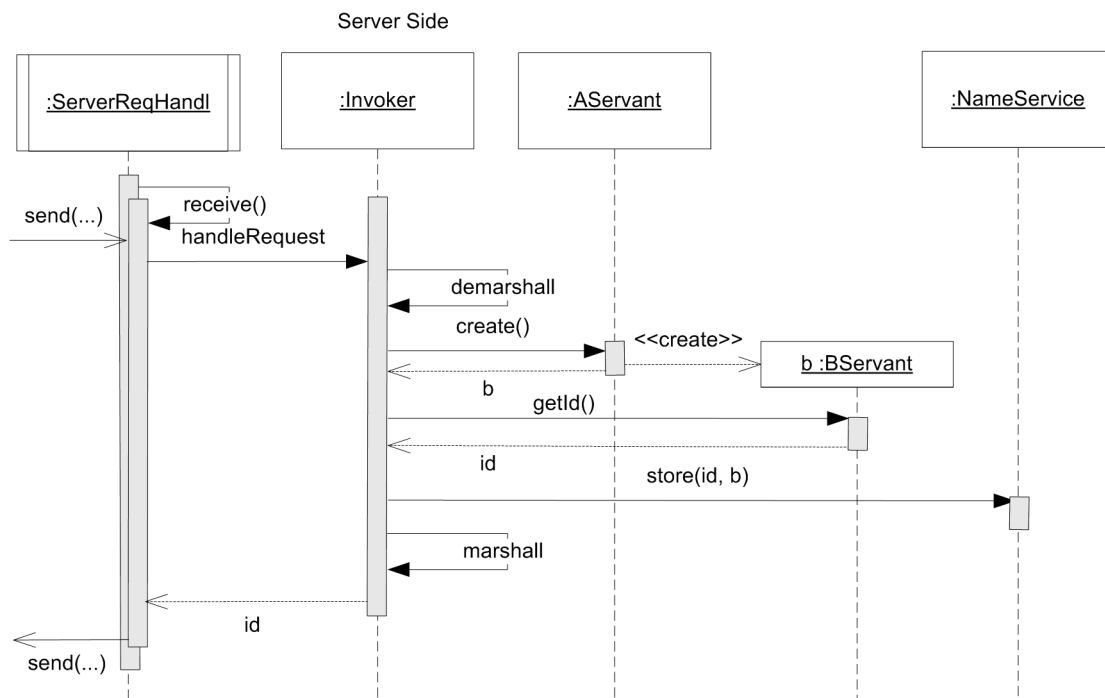 Server Side
:ServerReqHandl
:Invoker
:AServant
:NameService
receive()
send(...)
handleRequest
demarshall
create()
<<create>>
b :BServant
b
getId()
id
store(id, b)
marshall
id
send(...)